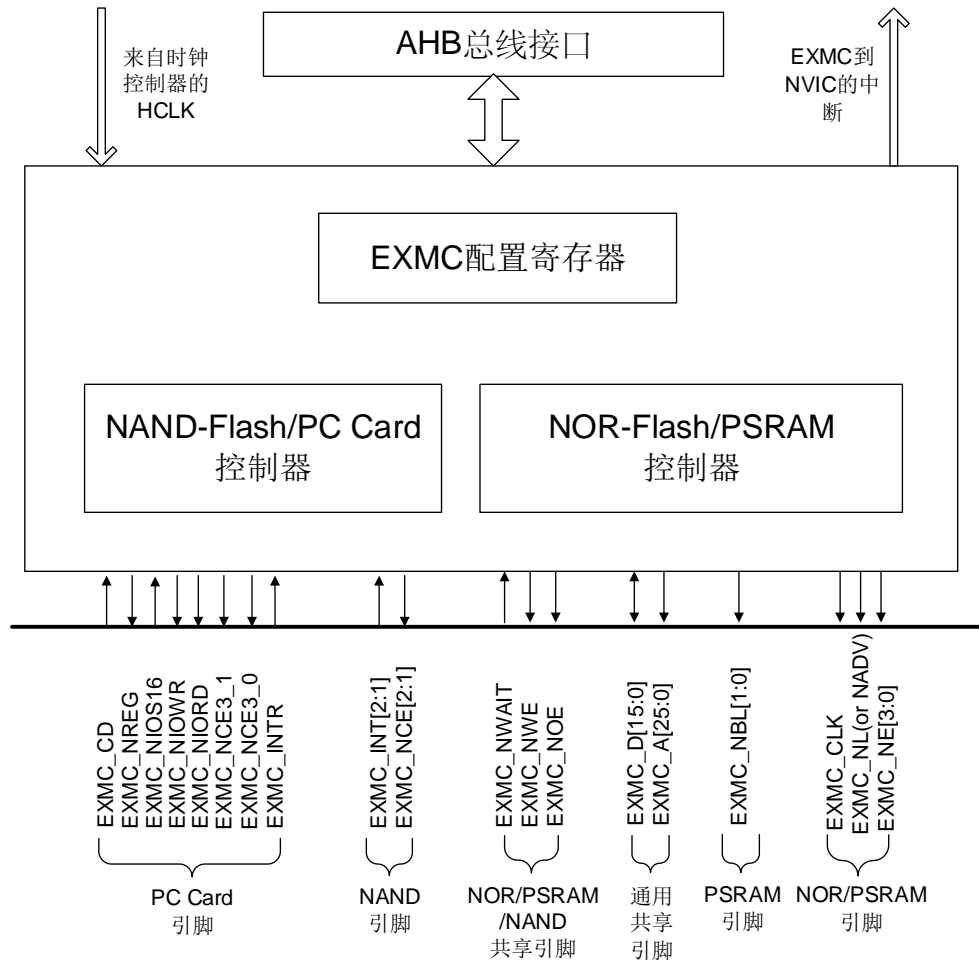 来自时钟
控制器的
HCLK
AHB总线接口
EXMC到
NVIC的中
断
EXMC配置寄存器
NAND-Flash/PC Card
控制器
NOR-Flash/PSRAM
控制器
EXMC_CD
EXMC_NREG
EXMC_NIOS16
EXMC_NIOWR
EXMC_NIORD
EXMC_NCE3_1
EXMC_NCE3_0
EXMC_INTR
EXMC_INT[2:1]
EXMC_NCE[2:1]
EXMC_NWAIT
EXMC_NWE
EXMC_NOE
EXMC_D[15:0]
EXMC_A[25:0]
EXMC_NBL[1:0]
EXMC_CLK
EXMC_NL(or NADV)
EXMC_NE[3:0]
PC Card
引脚
NAND
引脚
NOR/PSRAM
/NAND
共享引脚
通用
共享
引脚
PSRAM
引脚
NOR/PSRAM
引脚